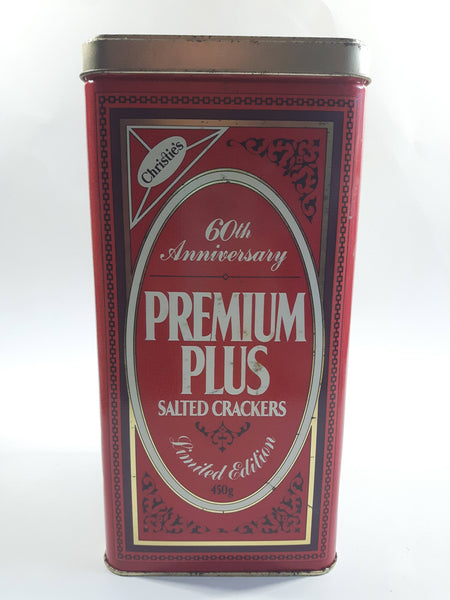 Christie's
60th
Anniversary
PREMIUM
PLUS
SALTED CRACKERS
Limited Edition
450g